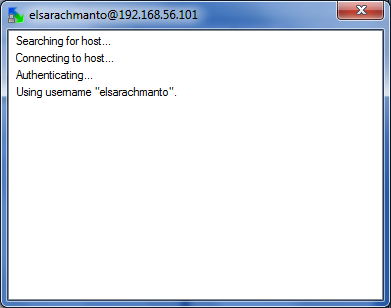 elsarachmanto@192.168.56.101
Searching for host...
Connecting to host...
Authenticating...
Using username "elsarachmanto".